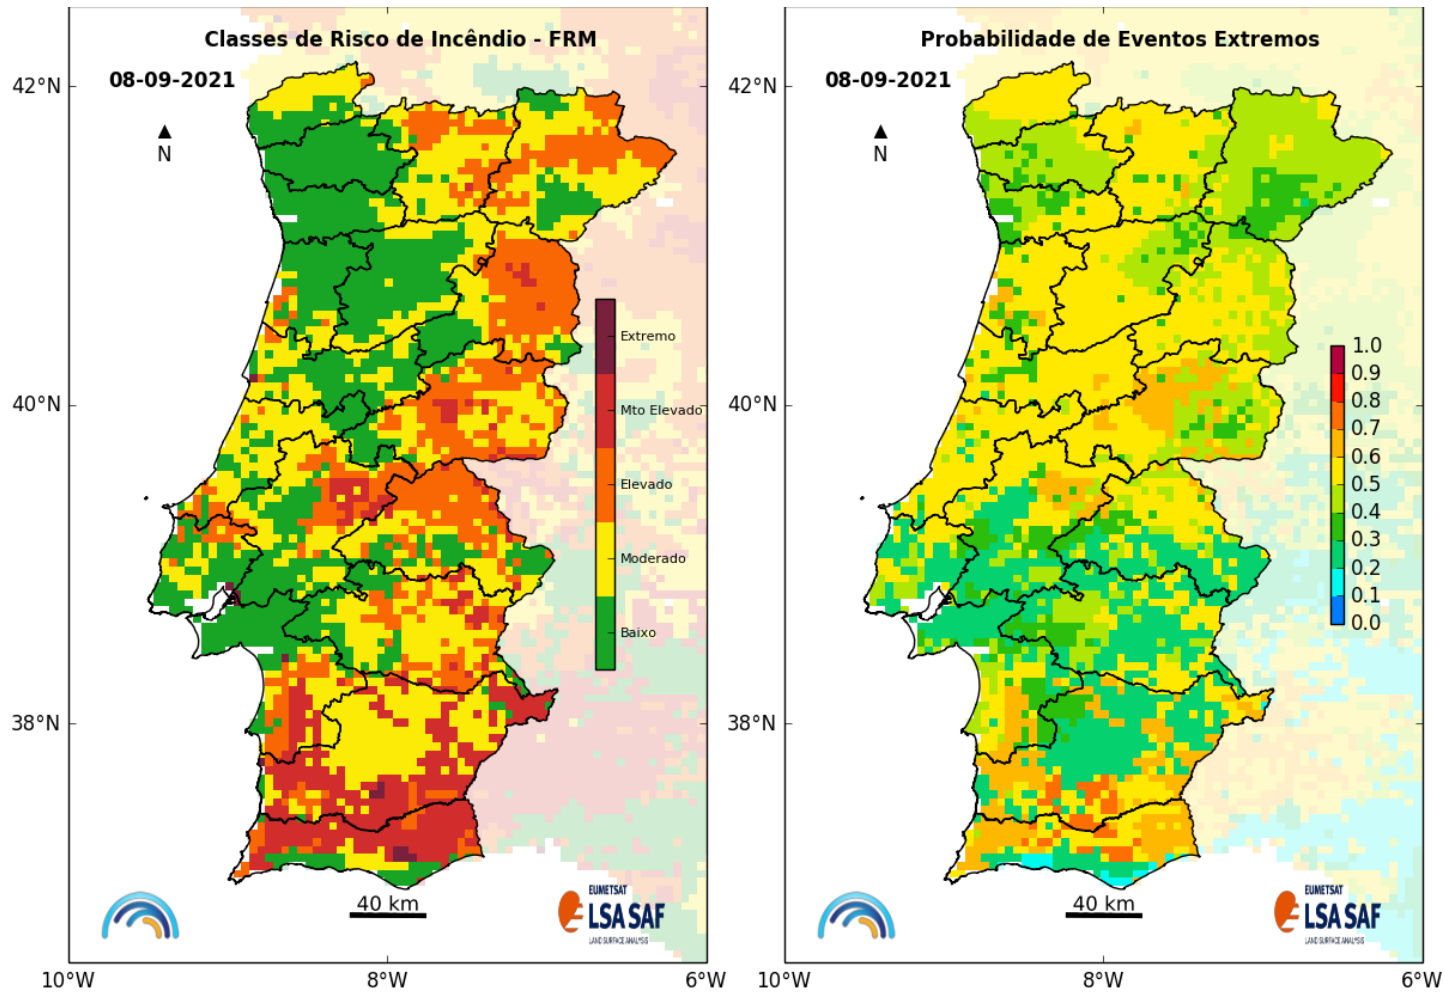 Classes de Risco de Incêndio - FRM
08-09-2021
N
42°N
40°N
38°N
10°W
8°W
6°W
Extremo
Mto Elevado
Elevado
Moderado
Baixo
40 km
EUMETSAT
LSA SAF
LAND SURFACE ANALYSIS
Probabilidade de Eventos Extremos
08-09-2021
N
42°N
40°N
38°N
10°W
8°W
6°W
1.0
0.9
0.8
0.7
0.6
0.5
0.4
0.3
0.2
0.1
0.0
40 km
EUMETSAT
LSA SAF
LAND SURFACE ANALYSIS